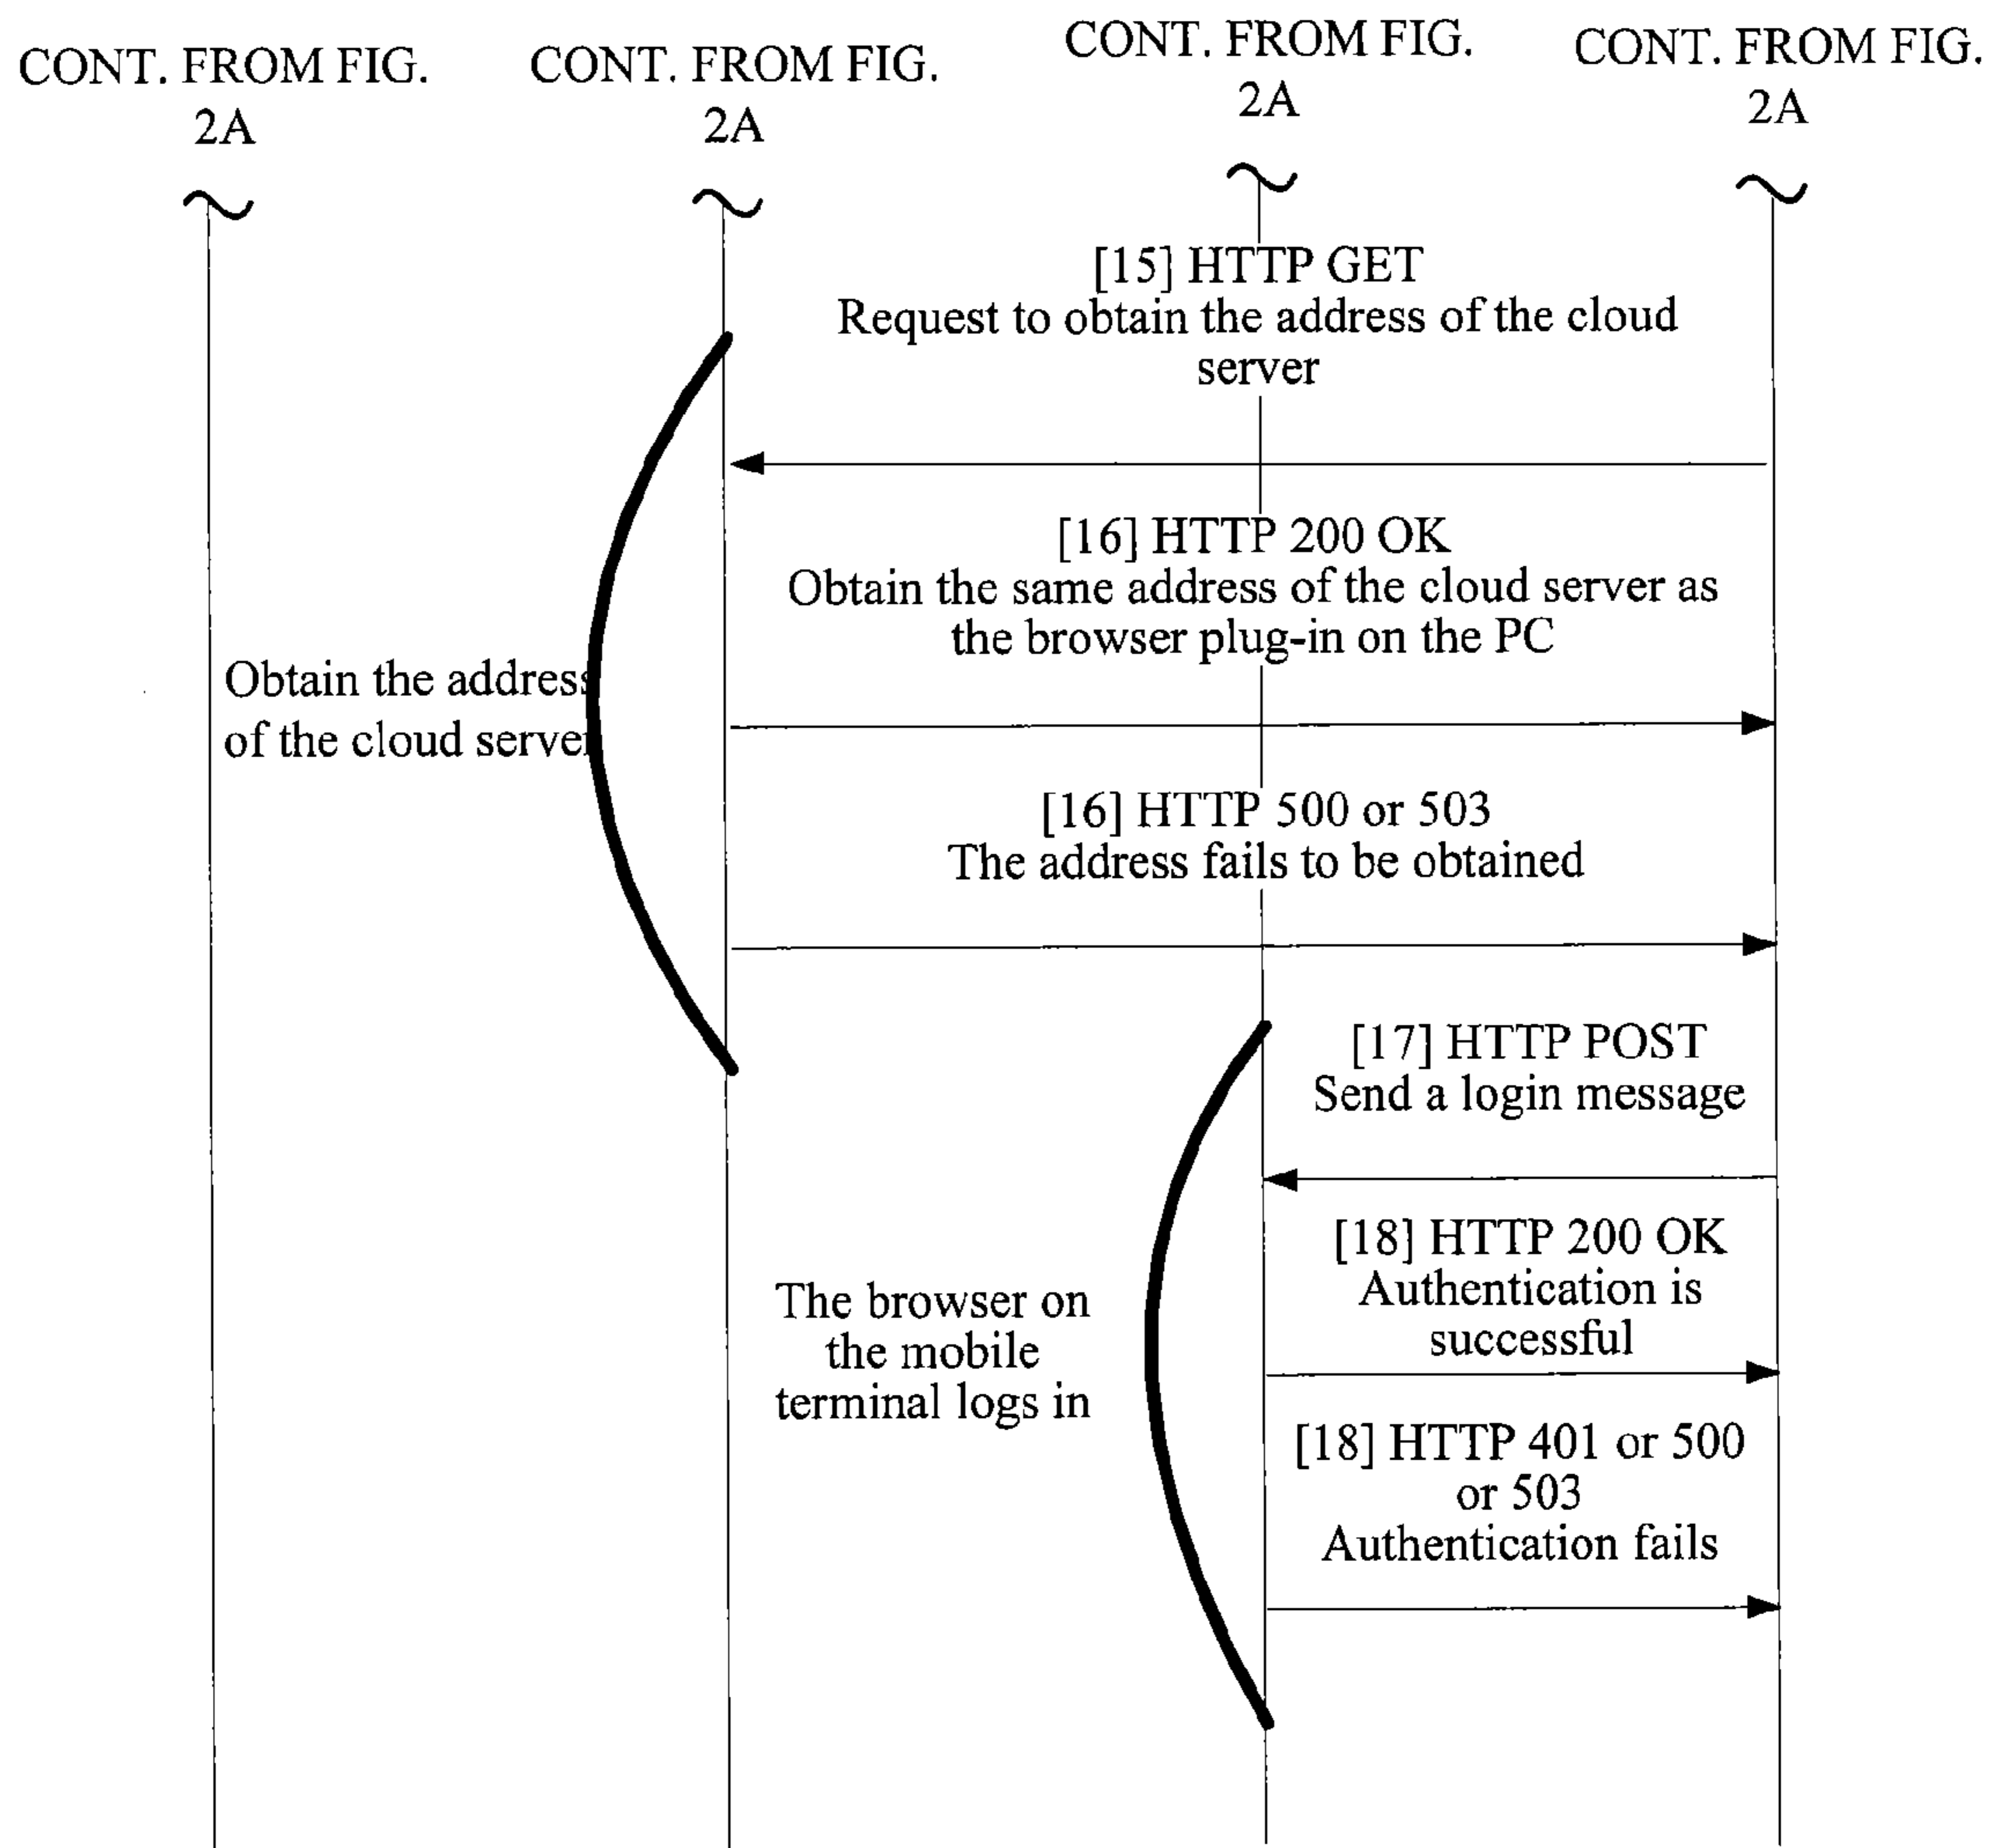 CONT. FROM FIG.
2A
CONT. FROM FIG.
2A
CONT. FROM FIG.
2A
CONT. FROM FIG.
2A
[15] HTTP GET
Request to obtain the address of the cloud
server
[16] HTTP 200 OK
Obtain the same address of the cloud server as
the browser plug-in on the PC
Obtain the address
of the cloud server
[16] HTTP 500 or 503
The address fails to be obtained
[17] HTTP POST
Send a login message
[18] HTTP 200 OK
Authentication is
successful
The browser on
the mobile
terminal logs in
[18] HTTP 401 or 500
or 503
Authentication fails